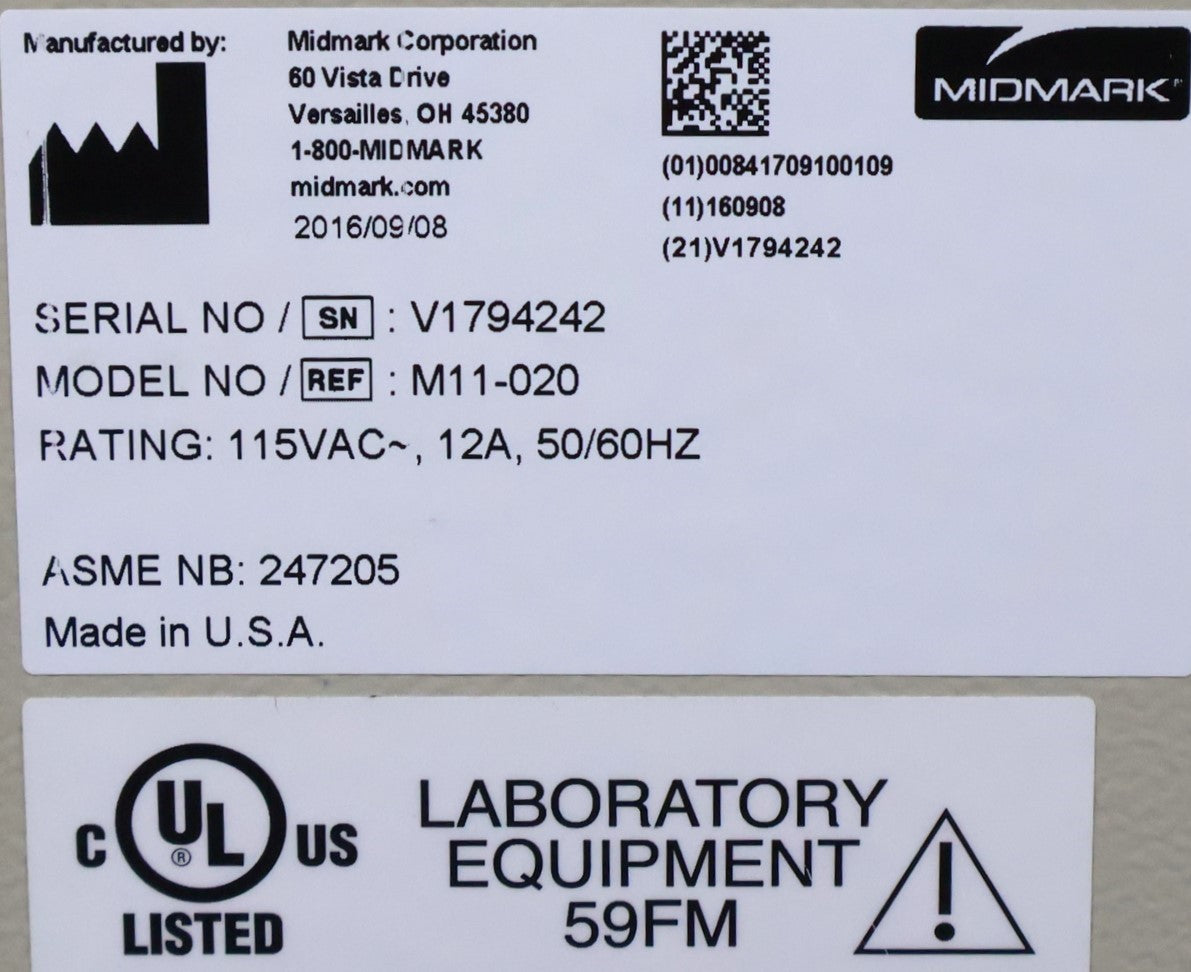 Manufactured by:
Midmark Corporation
60 Vista Drive
Versailles, OH 45380
1-800-MIDMARK
midmark.com
2016/09/08
(01)00841709100109
(11)160908
(21)V1794242
MIDMARK
SERIAL NO / SN : V1794242
MODEL NO / REF : M11-020
RATING: 115VAC~, 12A, 50/60HZ
ASME NB: 247205
Made in U.S.A.
C UL ® US
LISTED
LABORATORY
EQUIPMENT
59FM